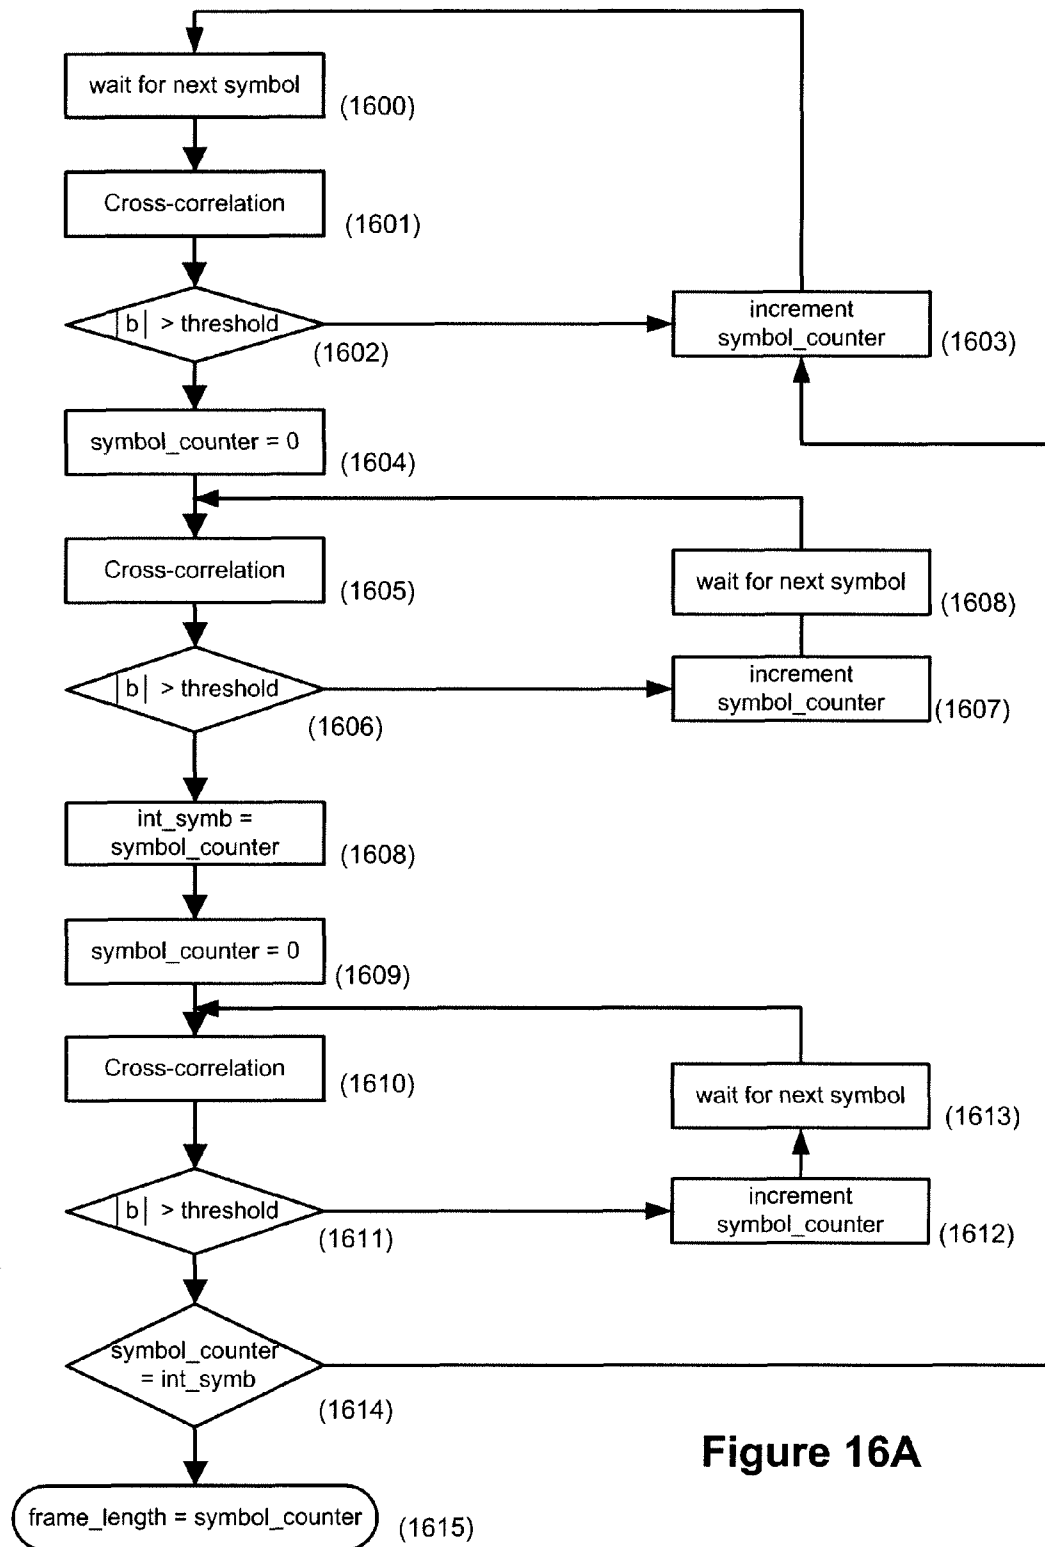 wait for next symbol
(1600)
Cross-correlation
(1601)
|b| > threshold
(1602)
increment
symbol_counter
(1603)
symbol_counter = 0
(1604)
Cross-correlation
(1605)
wait for next symbol
(1608)
|b| > threshold
(1606)
increment
symbol_counter
(1607)
int_symb =
symbol_counter
(1608)
symbol_counter = 0
(1609)
Cross-correlation
(1610)
wait for next symbol
(1613)
|b| > threshold
(1611)
increment
symbol_counter
(1612)
symbol_counter
= int_symb
(1614)
Figure 16A
frame_length = symbol_counter
(1615)